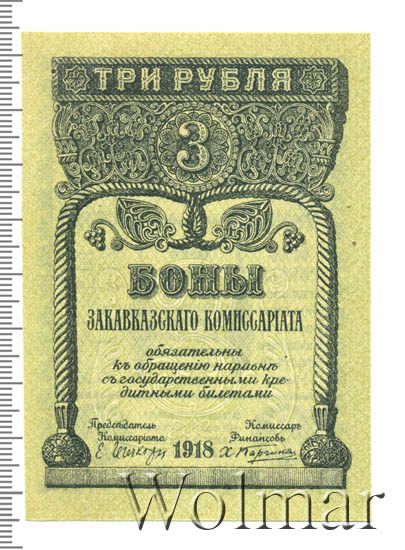 ТРИ РУБЛЯ
3
БОНЫ
ЗАКАВКАЗСКАГО КОМИССАРІАТА
обязательны
къ обращенію наравнѣ
съ государственными кре-
дитными билетами
Предсѣдатель Комиссаръ
Комиссаріата Финансовъ
1918
Wolmar